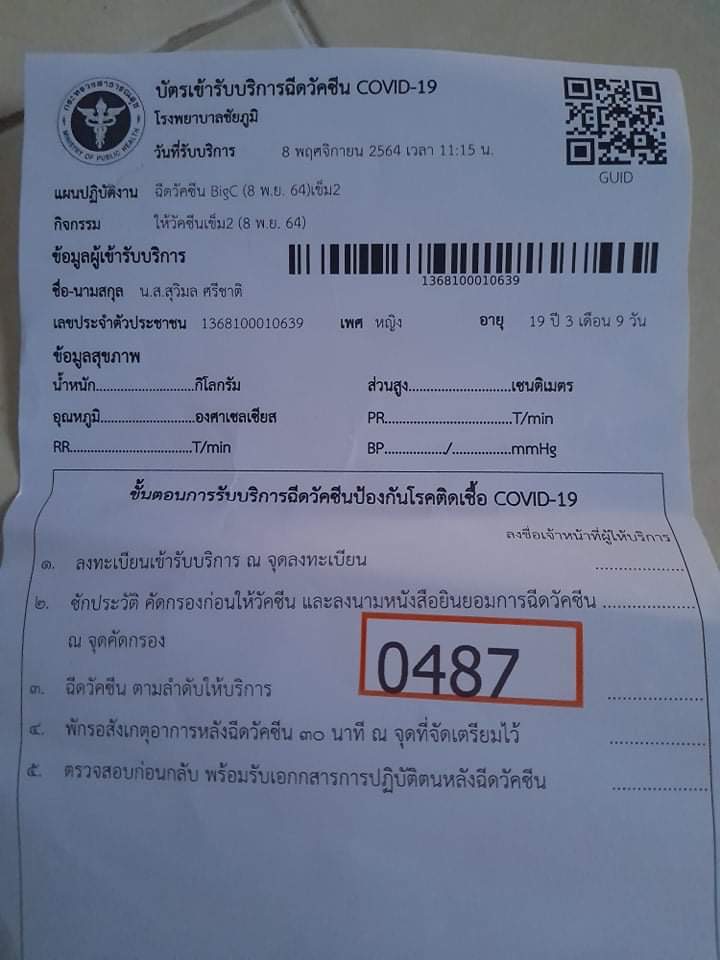 กระทรวงสาธารณสุข
MINISTRY OF PUBLIC HEALTH
บัตรเข้ารับบริการฉีดวัคซีน COVID-19
โรงพยาบาลชัยภูมิ
วันที่รับบริการ 8 พฤศจิกายน 2564 เวลา 11:15 น.
GUID
แผนปฏิบัติงาน ฉีดวัคซีน BigC (8 พ.ย. 64)เข็ม2
กิจกรรม ให้วัคซีนเข็ม2 (8 พ.ย. 64)
ข้อมูลผู้เข้ารับบริการ
1368100010639
ชื่อ-นามสกุล น.ส.สุวิมล ศรีชาติ
เลขประจำตัวประชาชน 1368100010639 เพศ หญิง อายุ 19 ปี 3 เดือน 9 วัน
ข้อมูลสุขภาพ
น้ำหนัก............................กิโลกรัม ส่วนสูง.............................เซนติเมตร
อุณหภูมิ...........................องศาเซลเซียส PR....................................T/min
RR...................................T/min BP................./.................mmHg
ขั้นตอนการรับบริการฉีดวัคซีนป้องกันโรคติดเชื้อ COVID-19
ลงชื่อเจ้าหน้าที่ผู้ให้บริการ
๑. ลงทะเบียนเข้ารับบริการ ณ จุดลงทะเบียน ....................
๒. ซักประวัติ คัดกรองก่อนให้วัคซีน และลงนามหนังสือยินยอมการฉีดวัคซีน ....................
ณ จุดคัดกรอง
0487
๓. ฉีดวัคซีน ตามลำดับให้บริการ ....................
๔. พักรอสังเกตุอาการหลังฉีดวัคซีน ๓๐ นาที ณ จุดที่จัดเตรียมไว้ ....................
๕. ตรวจสอบก่อนกลับ พร้อมรับเอกกสารการปฏิบัติตนหลังฉีดวัคซีน ....................